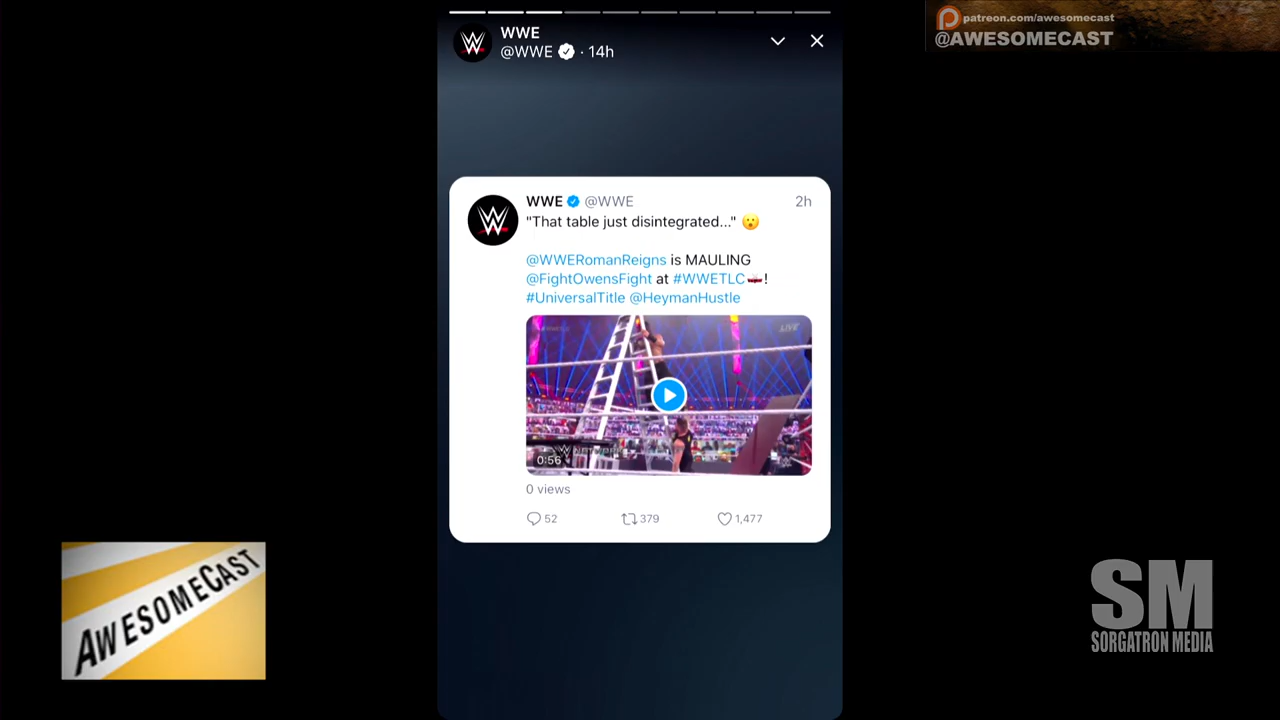 WWE
@WWE · 14h
patreon.com/awesomecast
@AWESOMECAST
WWE @WWE 2h
"That table just disintegrated..." 😮
@WWERomanReigns is MAULING
@FightOwensFight at #WWETLC!
#UniversalTitle @HeymanHustle
LIVE
0:56
0 views
52 379 1,477
AWESOMECAST
SM
SORGATRON MEDIA